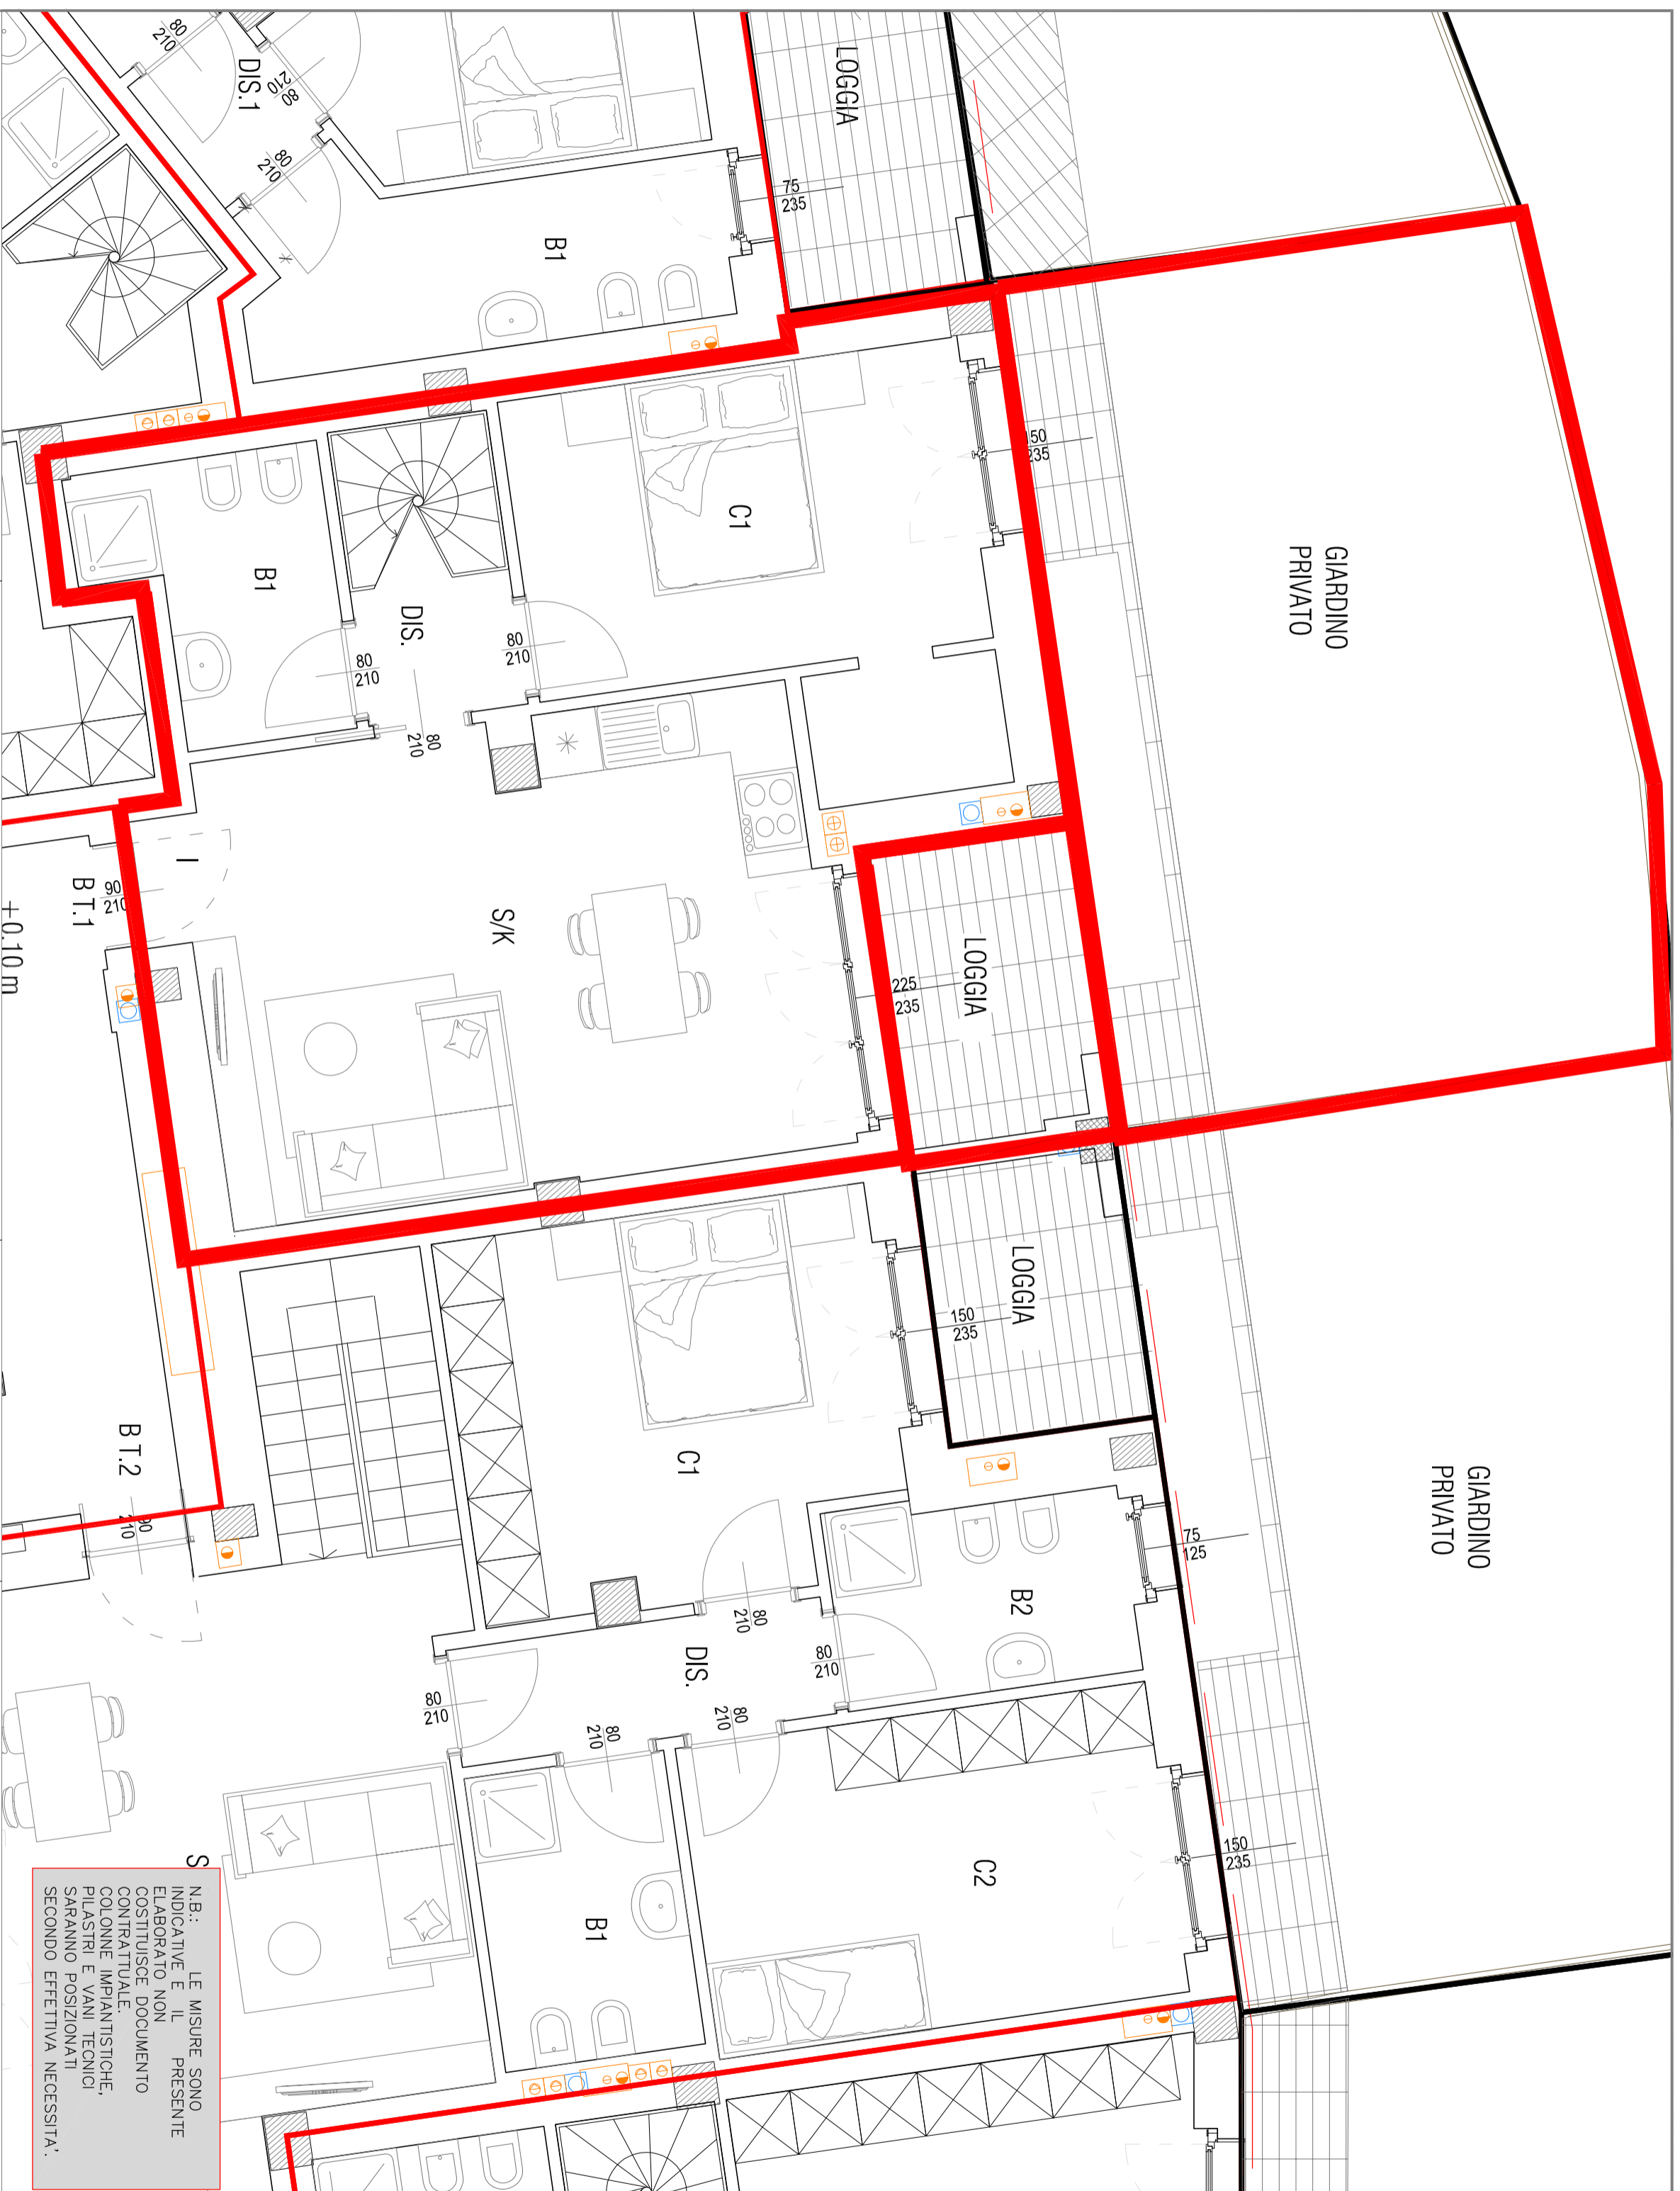 GIARDINO
PRIVATO
GIARDINO
PRIVATO
LOGGIA
75
235
150
235
LOGGIA
225
235
LOGGIA
150
235
75
125
150
235
DIS.1
80
210
80
210
80
210
B1
C1
B1
DIS.
80
210
80
210
80
210
S/K
I
90
210
B T.1
+0.10 m
C1
B2
80
210
80
210
DIS.
80
210
80
210
80
210
C2
B1
B T.2
90
210
S
N.B.: LE MISURE SONO
INDICATIVE E IL PRESENTE
ELABORATO NON
COSTITUISCE DOCUMENTO
CONTRATTUALE.
COLONNE IMPIANTISTICHE,
PILASTRI E VANI TECNICI
SARANNO POSIZIONATI
SECONDO EFFETTIVA NECESSITA'.